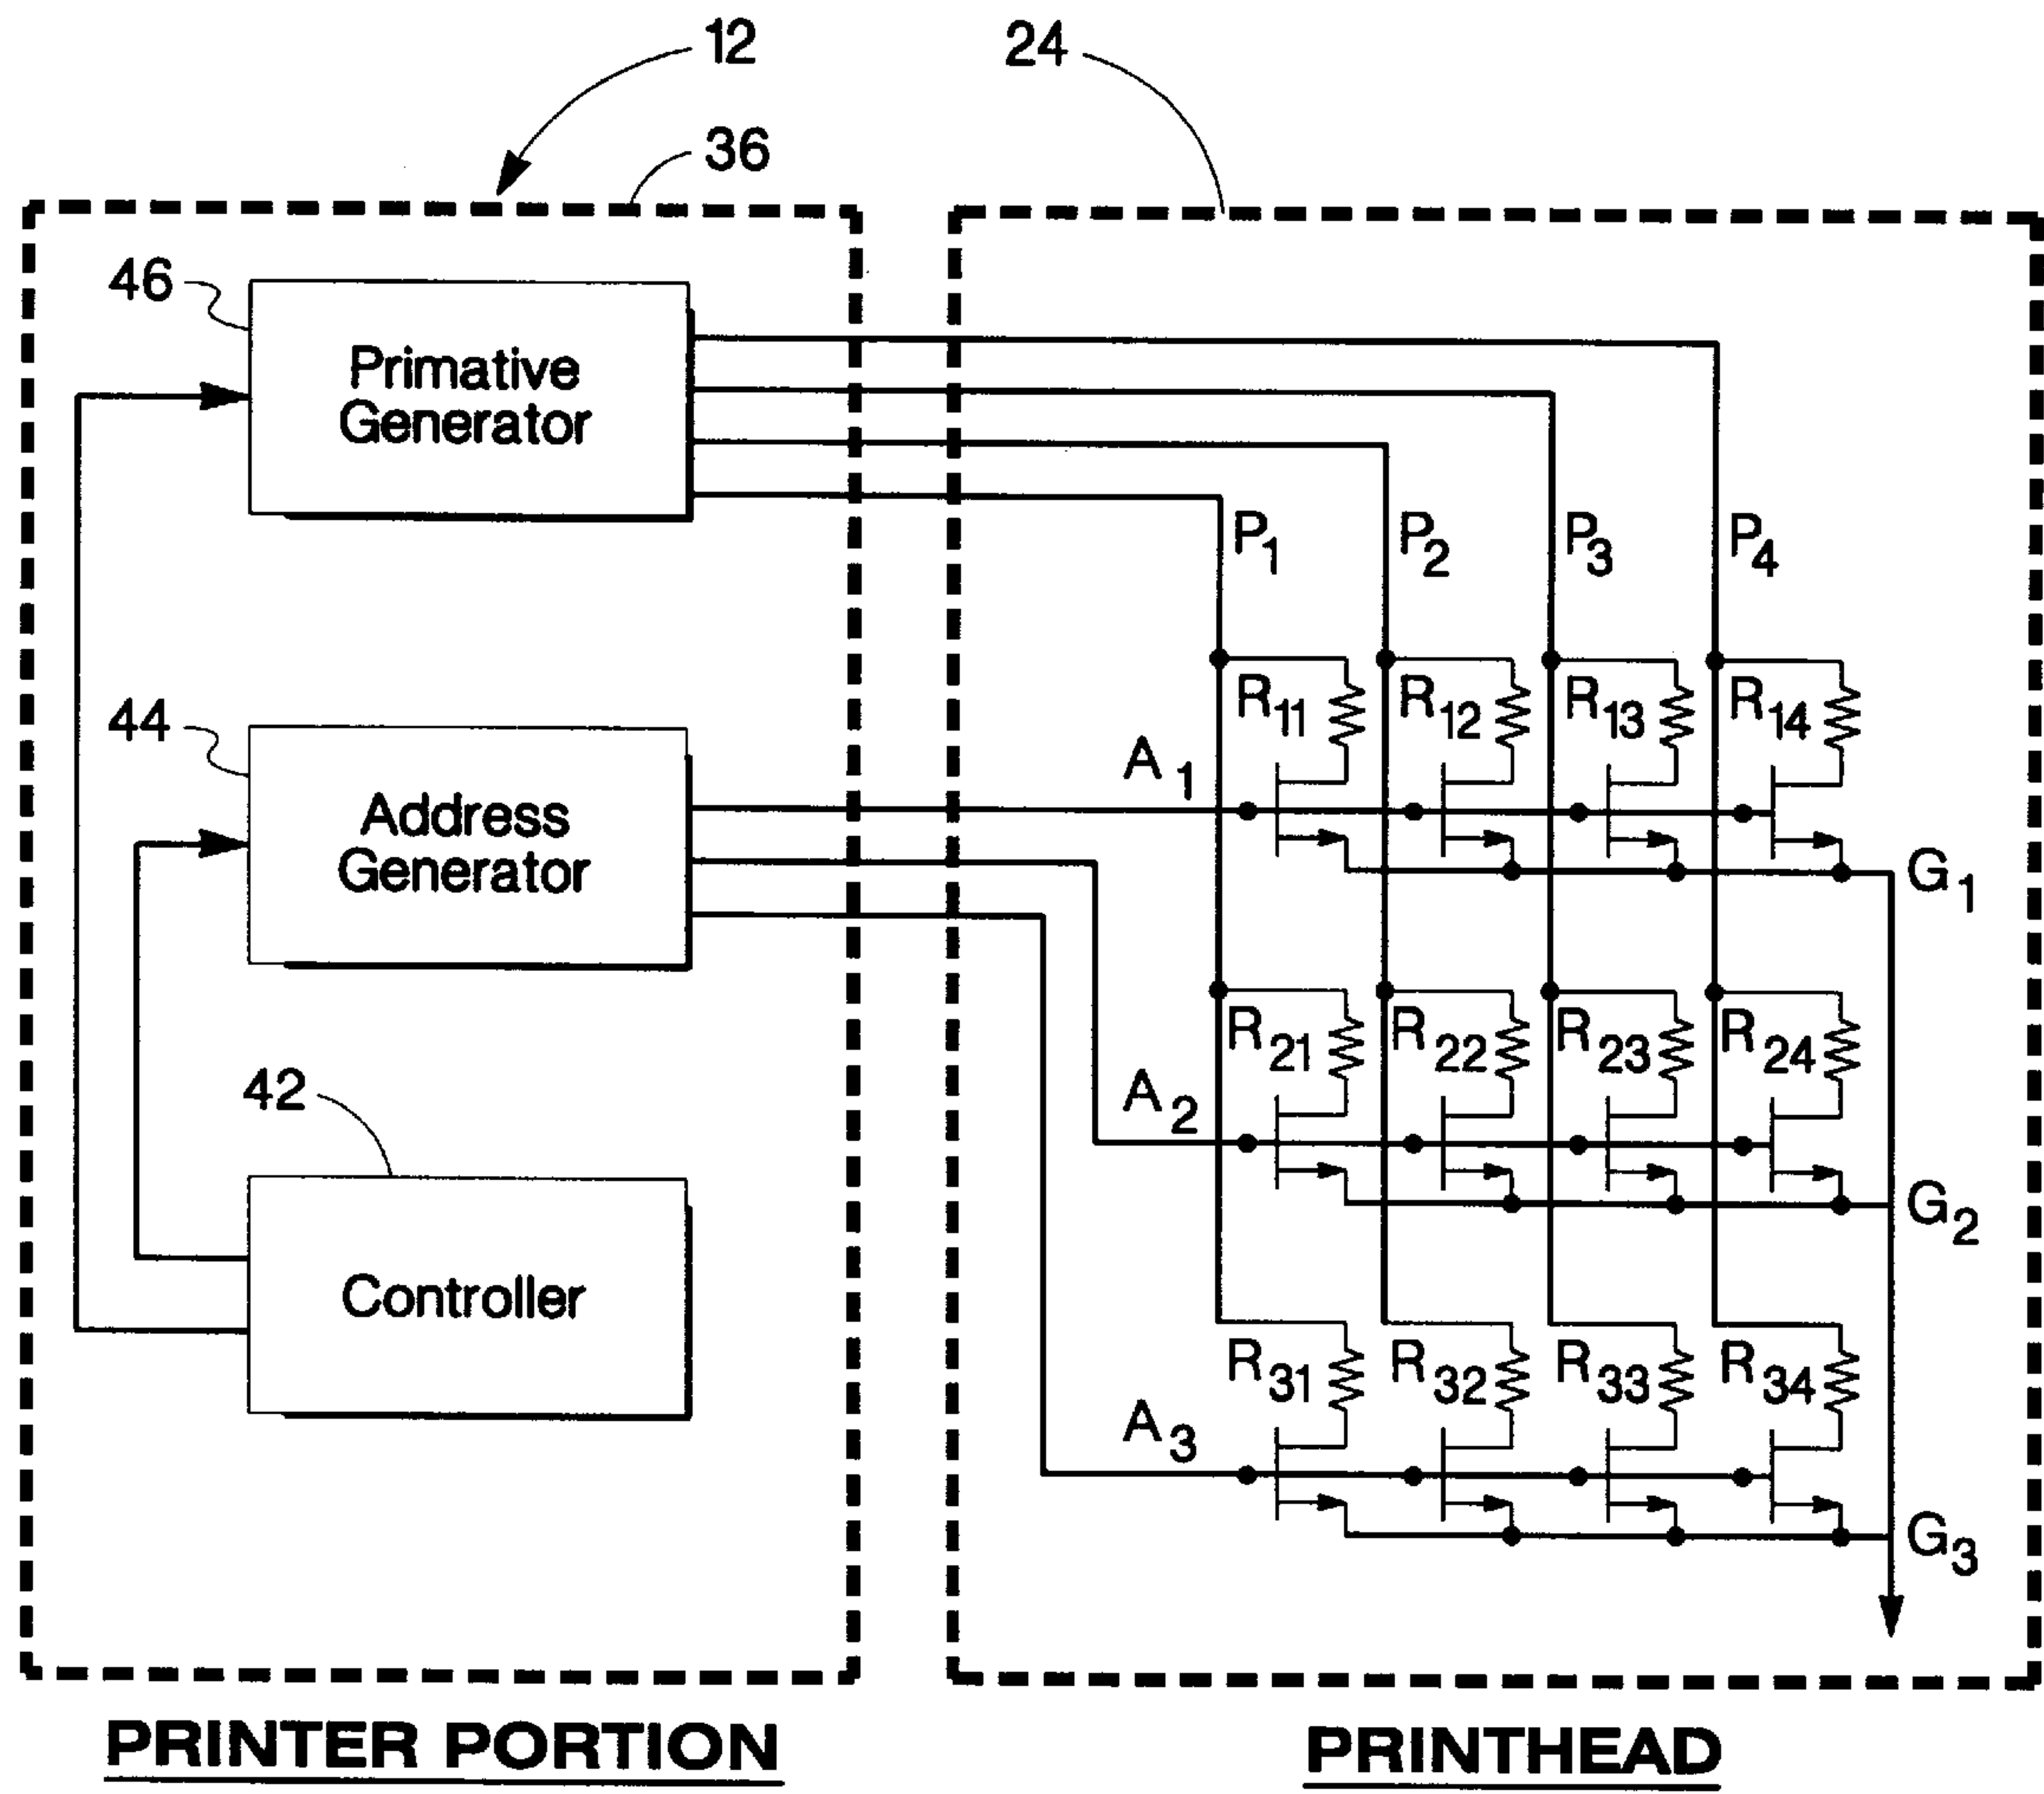 12
24
36
46
Primative
Generator
P1 P2 P3 P4
44
Address
Generator
R11 R12 R13 R14
A1
G1
R21 R22 R23 R24
A2
G2
42
Controller
R31 R32 R33 R34
A3
G3
PRINTER PORTION
PRINTHEAD